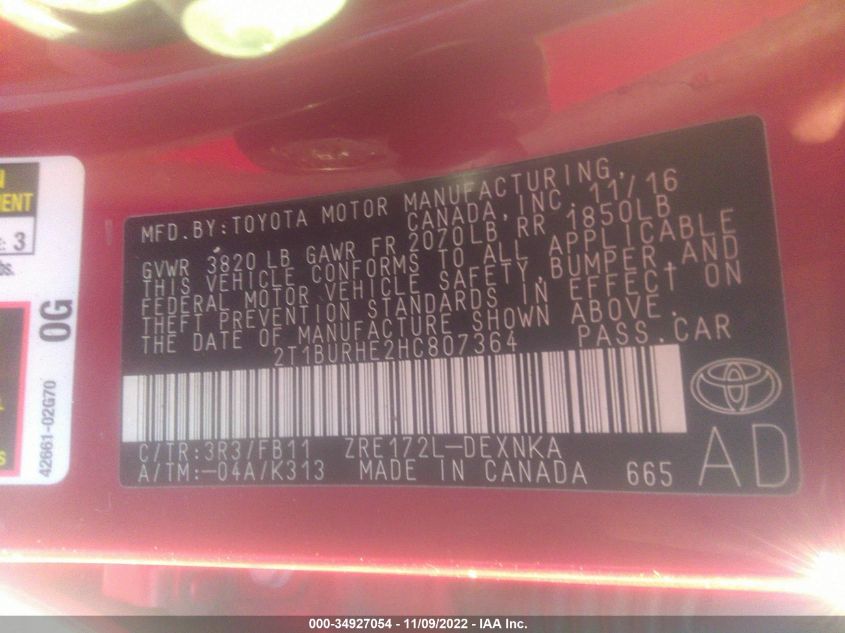 N
MENT
: 3
bs.
0G
42661-02G70
S
MFD.BY:TOYOTA MOTOR MANUFACTURING,
CANADA, INC. 11/16
GVWR 3820 LB GAWR FR 2070LB RR 1850LB
THIS VEHICLE CONFORMS TO ALL APPLICABLE
FEDERAL MOTOR VEHICLE SAFETY,BUMPER,AND
THEFT PREVENTION STANDARDS IN EFFECT ON
THE DATE OF MANUFACTURE SHOWN ABOVE.
2T1BURHE2HC807364 PASS.CAR
C/TR:3R3/FB11 ZRE172L-DEXNKA
A/TM:-04A/K313 MADE IN CANADA 665
AD
000-34927054 - 11/09/2022 - IAA Inc.